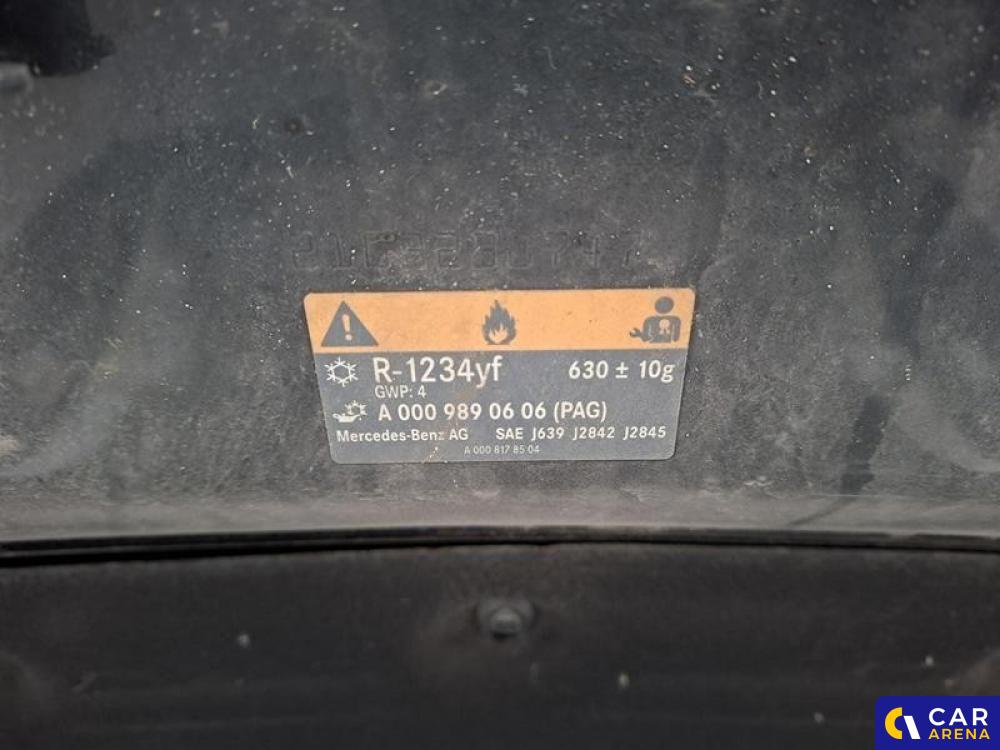 R-1234yf 630 ± 10g
GWP: 4
A 000 989 06 06 (PAG)
Mercedes-Benz AG SAE J639 J2842 J2845
A 000 817 85 04
CAR
ARENA